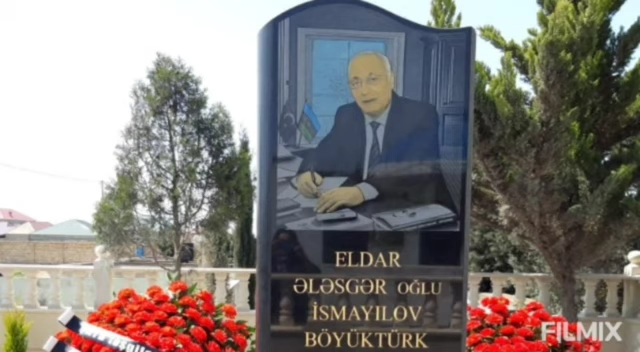 ELDAR
ƏLƏSGƏR OĞLU
İSMAYILOV
BÖYÜKTÜRK
FILMIX